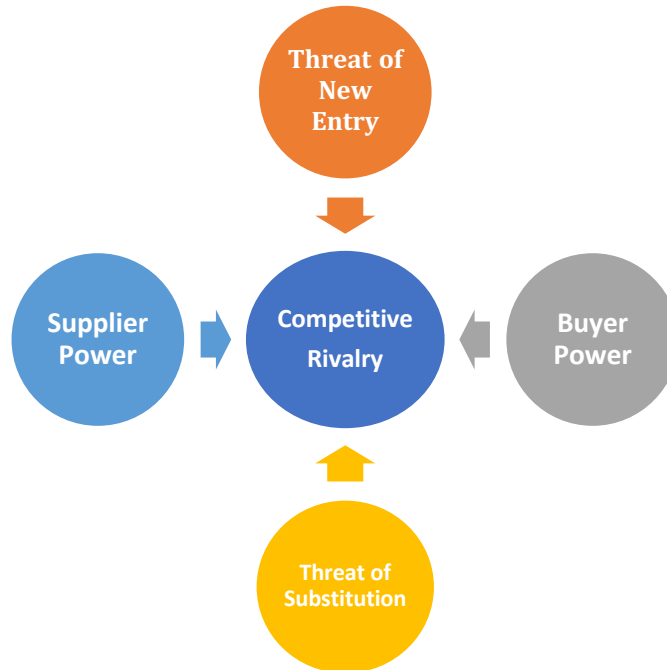 Threat of
New
Entry
Supplier
Power
Competitive
Rivalry
Buyer
Power
Threat of
Substitution